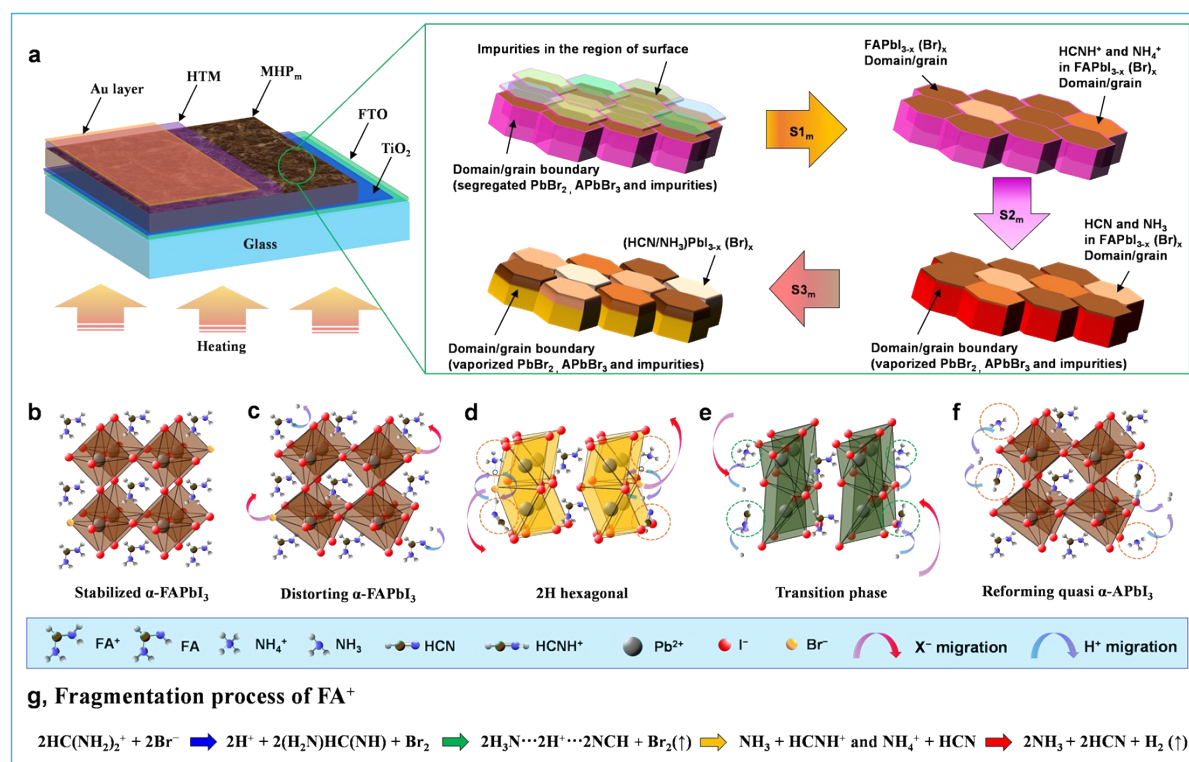 a
Au layer
HTM
MHPₘ
FTO
TiO₂
Glass
Heating
Impurities in the region of surface
Domain/grain boundary
(segregated PbBr₂, APbBr₃ and impurities)
S1ₘ
FAPbI₃₋ₓ (Br)ₓ
Domain/grain
HCNH⁺ and NH₄⁺
in FAPbI₃₋ₓ (Br)ₓ
Domain/grain
S2ₘ
HCN and NH₃
in FAPbI₃₋ₓ (Br)ₓ
Domain/grain
Domain/grain boundary
(vaporized PbBr₂, APbBr₃ and impurities)
S3ₘ
(HCN/NH₃)PbI₃₋ₓ (Br)ₓ
Domain/grain boundary
(vaporized PbBr₂, APbBr₃ and impurities)
b
c
d
e
f
Stabilized α-FAPbI₃
Distorting α-FAPbI₃
2H hexagonal
Transition phase
Reforming quasi α-APbI₃
FA⁺
FA
NH₄⁺
NH₃
HCN
HCNH⁺
Pb²⁺
I⁻
Br⁻
X⁻ migration
H⁺ migration
g, Fragmentation process of FA⁺
2HC(NH₂)₂⁺ + 2Br⁻ ➡ 2H⁺ + 2(H₂N)HC(NH) + Br₂ ➡ 2H₃N⋯2H⁺⋯2NCH + Br₂(↑) ➡ NH₃ + HCNH⁺ and NH₄⁺ + HCN ➡ 2NH₃ + 2HCN + H₂ (↑)